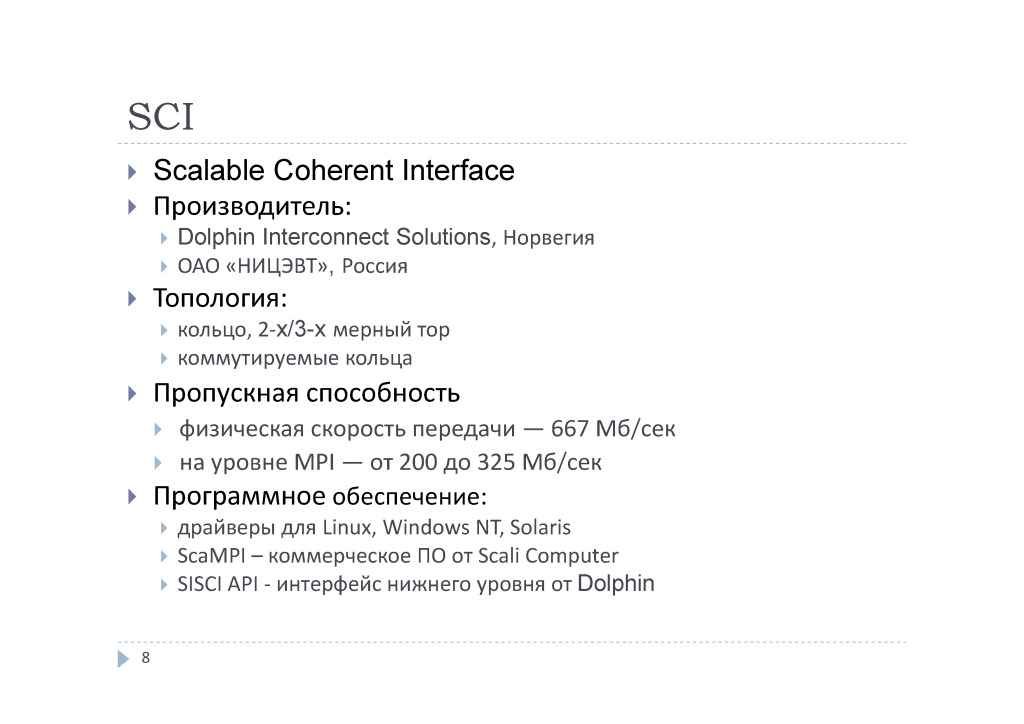 SCI
Scalable Coherent Interface
Производитель:
Dolphin Interconnect Solutions, Норвегия
ОАО «НИЦЭВТ», Россия
Топология:
кольцо, 2-х/3-х мерный тор
коммутируемые кольца
Пропускная способность
физическая скорость передачи — 667 Мб/сек
на уровне MPI — от 200 до 325 Мб/сек
Программное обеспечение:
драйверы для Linux, Windows NT, Solaris
ScaMPI – коммерческое ПО от Scali Computer
SISCI API - интерфейс нижнего уровня от Dolphin
8